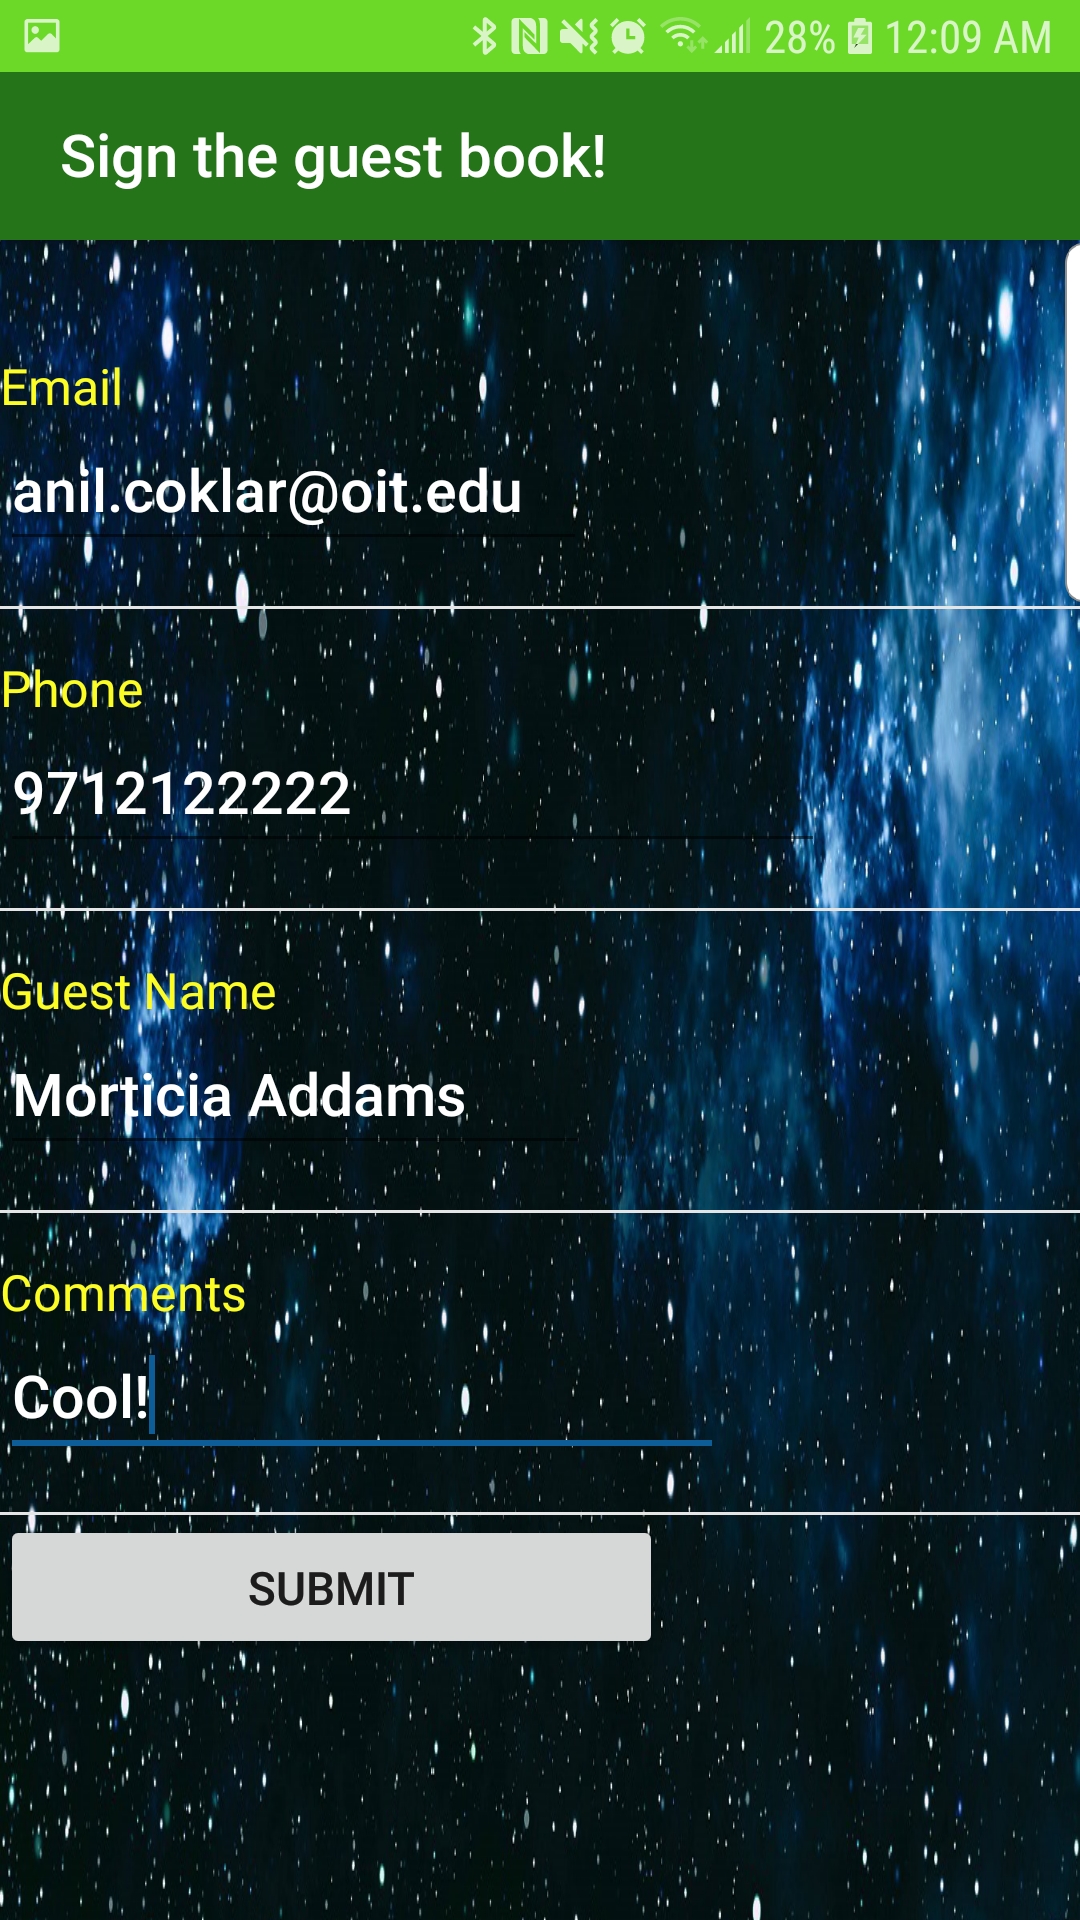 28% 12:09 AM
Sign the guest book!
Email
anil.coklar@oit.edu
Phone
9712122222
Guest Name
Morticia Addams
Comments
Cool!
SUBMIT